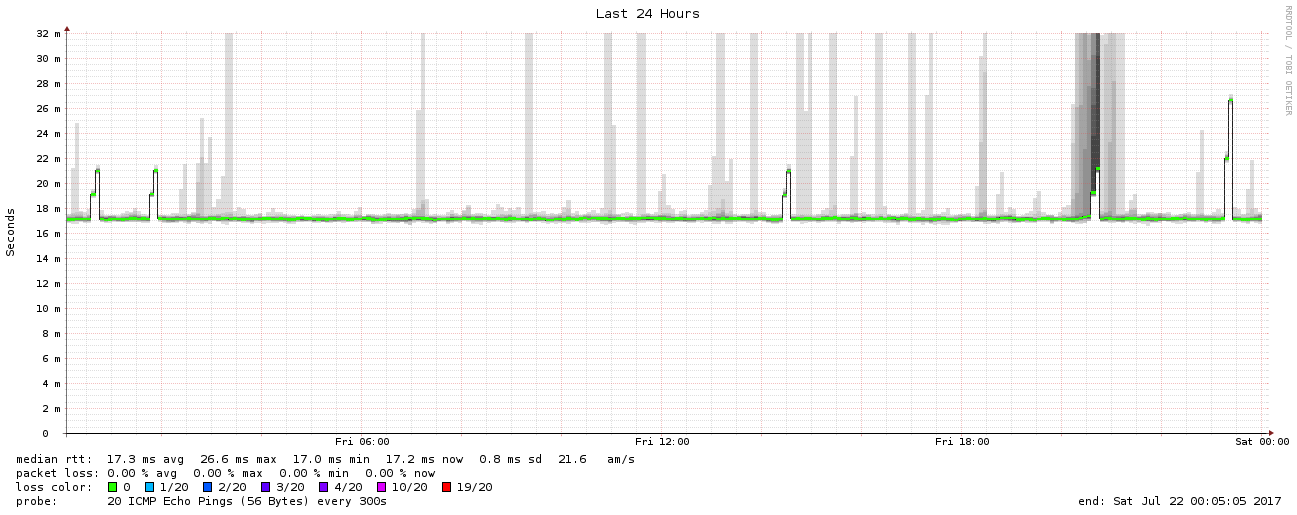 Last 24 Hours
RRDTOOL / TOBI OETIKER
Seconds
32 m
30 m
28 m
26 m
24 m
22 m
20 m
18 m
16 m
14 m
12 m
10 m
8 m
6 m
4 m
2 m
0
Fri 06:00 Fri 12:00 Fri 18:00 Sat 00:00
median rtt: 17.3 ms avg 26.6 ms max 17.0 ms min 17.2 ms now 0.8 ms sd 21.6 am/s
packet loss: 0.00 % avg 0.00 % max 0.00 % min 0.00 % now
loss color: 0 1/20 2/20 3/20 4/20 10/20 19/20
probe: 20 ICMP Echo Pings (56 Bytes) every 300s end: Sat Jul 22 00:05:05 2017